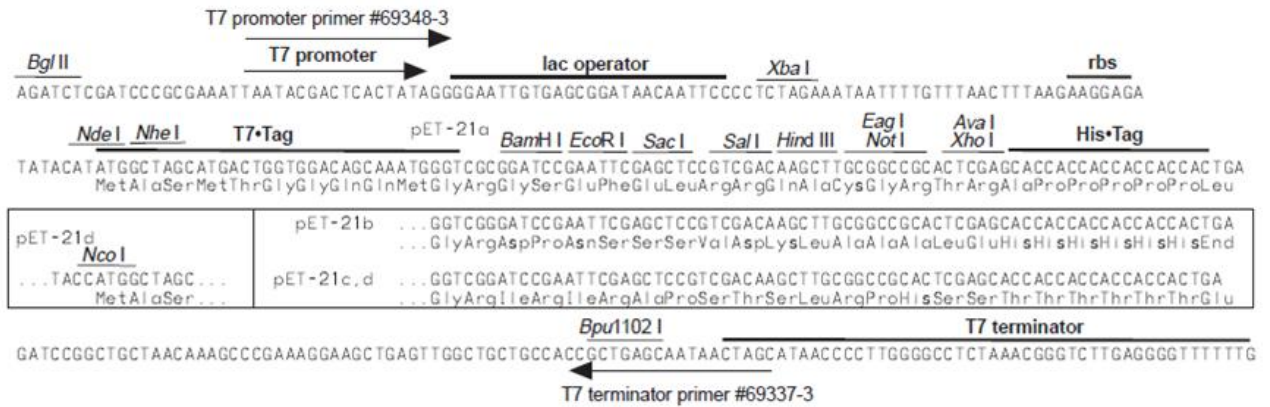 T7 promoter primer #69348-3
Bgl II T7 promoter lac operator Xba I rbs
AGATCTCGATCCCGCGAAATTAATACGACTCACTATAGGGGAATTGTGAGCGGATAACAATTCCCCTCTAGAAATAATTTTGTTTAACTTTAAGAAGGAGA
Nde I Nhe I T7•Tag pET-21a BamH I EcoR I Sac I Sal I Hind III Eag I Not I Ava I Xho I His•Tag
TATACATATGGCTAGCATGACTGGTGGACAGCAAATGGGTCGCGGATCCGAATTCGAGCTCCGTCGACAAGCTTGCGGCCGCACTCGAGCACCACCACCACCACCACTGA
MetAlaSerMetThrGlyGlyGlnGlnMetGlyArgGlySerGluPheGluLeuArgArgGlnAlaCysGlyArgThrArgAlaProProProProProLeu
pET-21b ...GGTCGGGATCCGAATTCGAGCTCCGTCGACAAGCTTGCGGCCGCACTCGAGCACCACCACCACCACCACTGA
pET-21d ...GlyArgAspProAsnSerSerSerValAspLysLeuAlaAlaAlaLeuGluHisHisHisHisHisHisEnd
Nco I
...TACCATGGCTAGC... pET-21c,d ...GGTCGGATCCGAATTCGAGCTCCGTCGACAAGCTTGCGGCCGCACTCGAGCACCACCACCACCACCACTGA
MetAlaSer... ...GlyArgIleArgIleArgAlaProSerThrSerLeuArgProHisSerSerThrThrThrThrThrThrGlu
Bpu1102 I T7 terminator
GATCCGGCTGCTAACAAAGCCCGAAAGGAAGCTGAGTTGGCTGCTGCCACCGCTGAGCAATAACTAGCATAACCCCTTGGGGCCTCTAAACGGGTCTTGAGGGGTTTTTTG
T7 terminator primer #69337-3